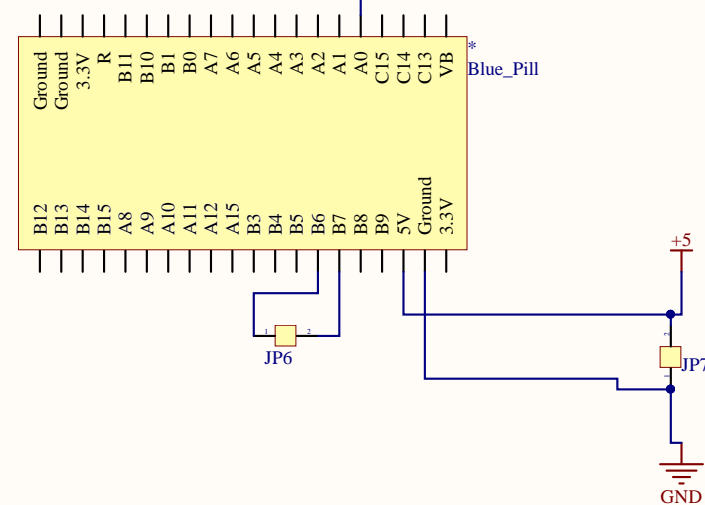 Ground
Ground
3.3V
R
B11
B10
B1
B0
A7
A6
A5
A4
A3
A2
A1
A0
C15
C14
C13
VB
*
Blue_Pill
B12
B13
B14
B15
A8
A9
A10
A11
A12
A15
B3
B4
B5
B6
B7
B8
B9
5V
Ground
3.3V
+5
1
2
JP6
2
JP7
1
GND